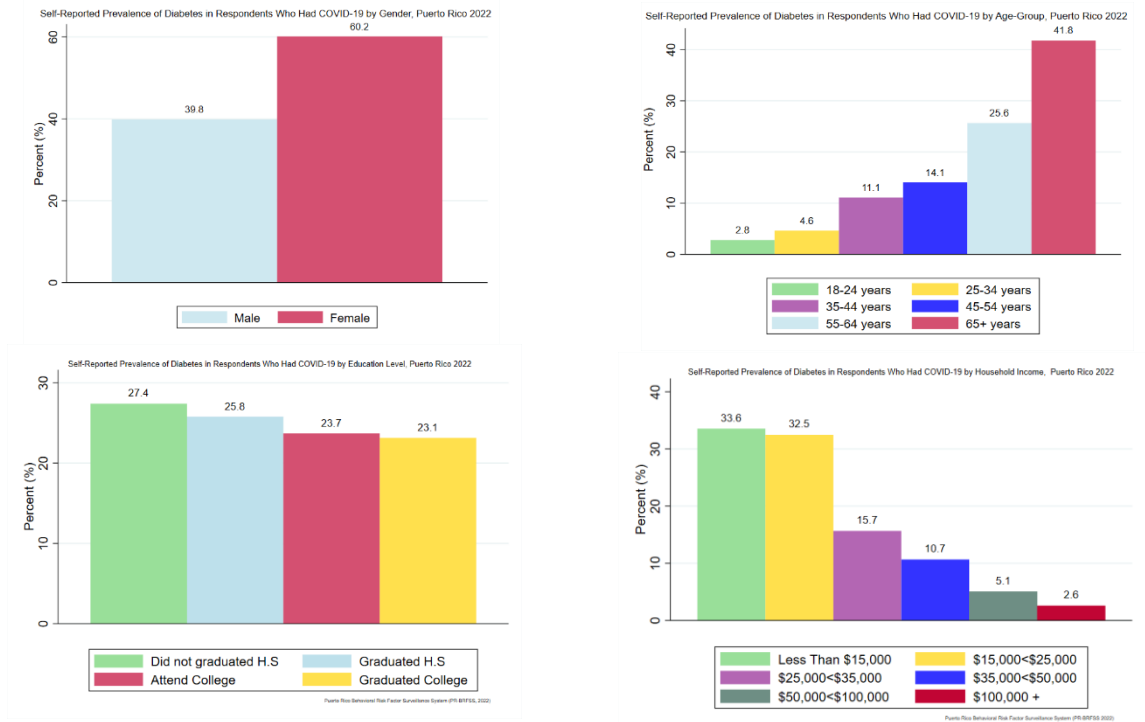 Self-Reported Prevalence of Diabetes in Respondents Who Had COVID-19 by Gender, Puerto Rico 2022
Percent (%)
60
40
20
0
39.8
60.2
Male Female
Self-Reported Prevalence of Diabetes in Respondents Who Had COVID-19 by Age-Group, Puerto Rico 2022
Percent (%)
40
30
20
10
0
2.8
4.6
11.1
14.1
25.6
41.8
18-24 years 25-34 years
35-44 years 45-54 years
55-64 years 65+ years
Self-Reported Prevalence of Diabetes in Respondents Who Had COVID-19 by Education Level, Puerto Rico 2022
Percent (%)
30
20
10
0
27.4
25.8
23.7
23.1
Did not graduated H.S Graduated H.S
Attend College Graduated College
Puerto Rico Behavioral Risk Factor Surveillance System (PR-BRFSS, 2022)
Self-Reported Prevalence of Diabetes in Respondents Who Had COVID-19 by Household Income, Puerto Rico 2022
Percent (%)
40
30
20
10
0
33.6
32.5
15.7
10.7
5.1
2.6
Less Than $15,000 $15,000<$25,000
$25,000<$35,000 $35,000<$50,000
$50,000<$100,000 $100,000 +
Puerto Rico Behavioral Risk Factor Surveillance System (PR-BRFSS 2022)